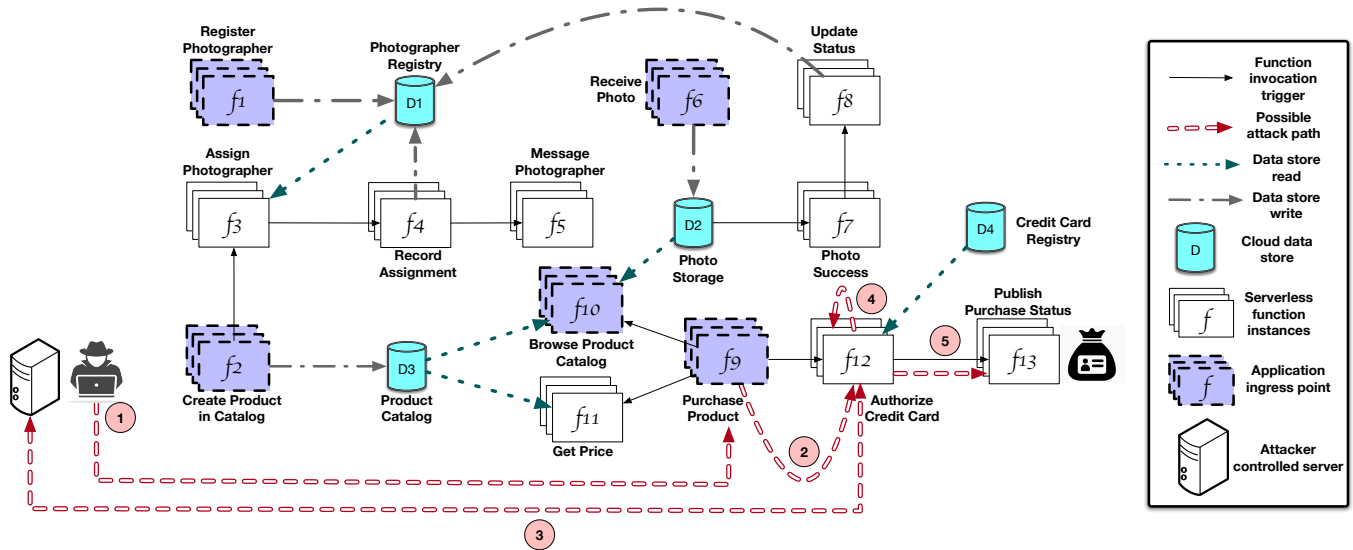 Register
Photographer
f1
Photographer
Registry
D1
Receive
Photo
f6
Update
Status
f8
Assign
Photographer
f3
f4
Record
Assignment
Message
Photographer
f5
D2
Photo
Storage
f7
Photo
Success
D4
Credit Card
Registry
f2
Create Product
in Catalog
D3
Product
Catalog
f10
Browse Product
Catalog
f11
Get Price
f9
Purchase
Product
f12
Authorize
Credit Card
Publish
Purchase Status
f13
1
2
3
4
5
Function
invocation
trigger
Possible
attack path
Data store
read
Data store
write
D
Cloud data
store
f
Serverless
function
instances
f
Application
ingress point
Attacker
controlled server